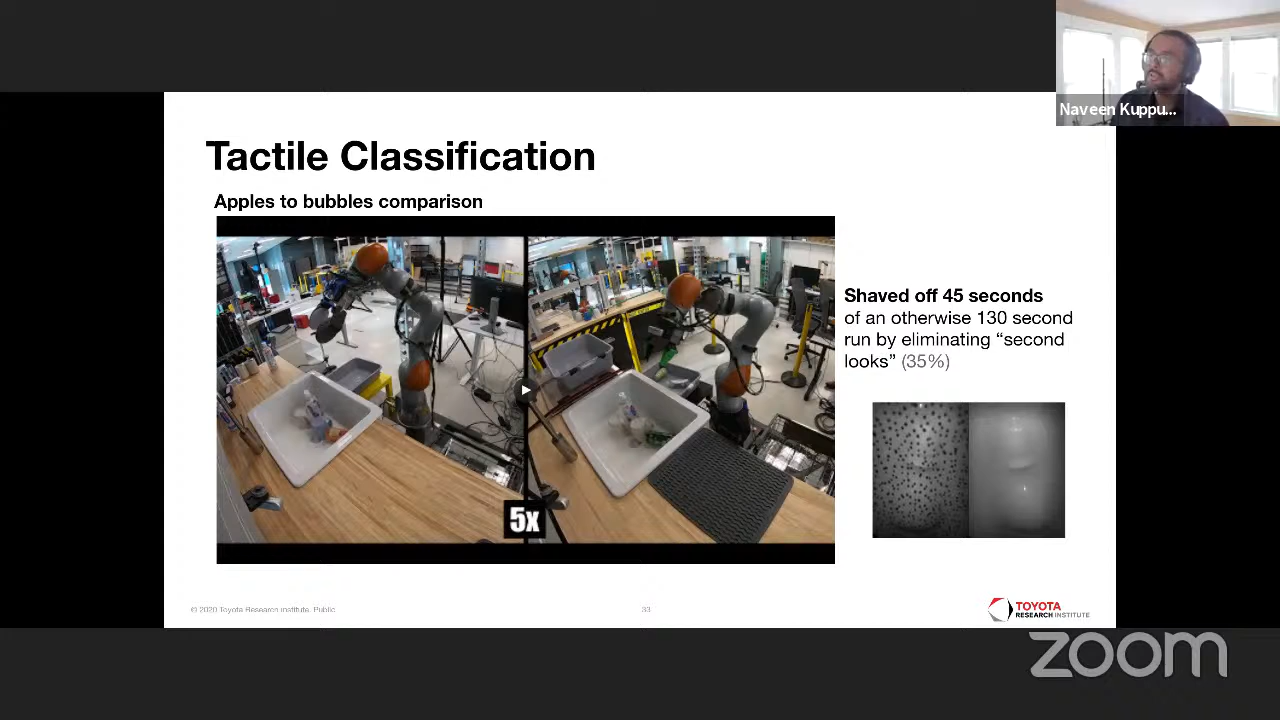 Naveen Kuppu...
Tactile Classification
Apples to bubbles comparison
Shaved off 45 seconds
of an otherwise 130 second
run by eliminating “second
looks” (35%)
5x
© 2020 Toyota Research Institute. Public
33
TOYOTA
RESEARCH INSTITUTE
zoom